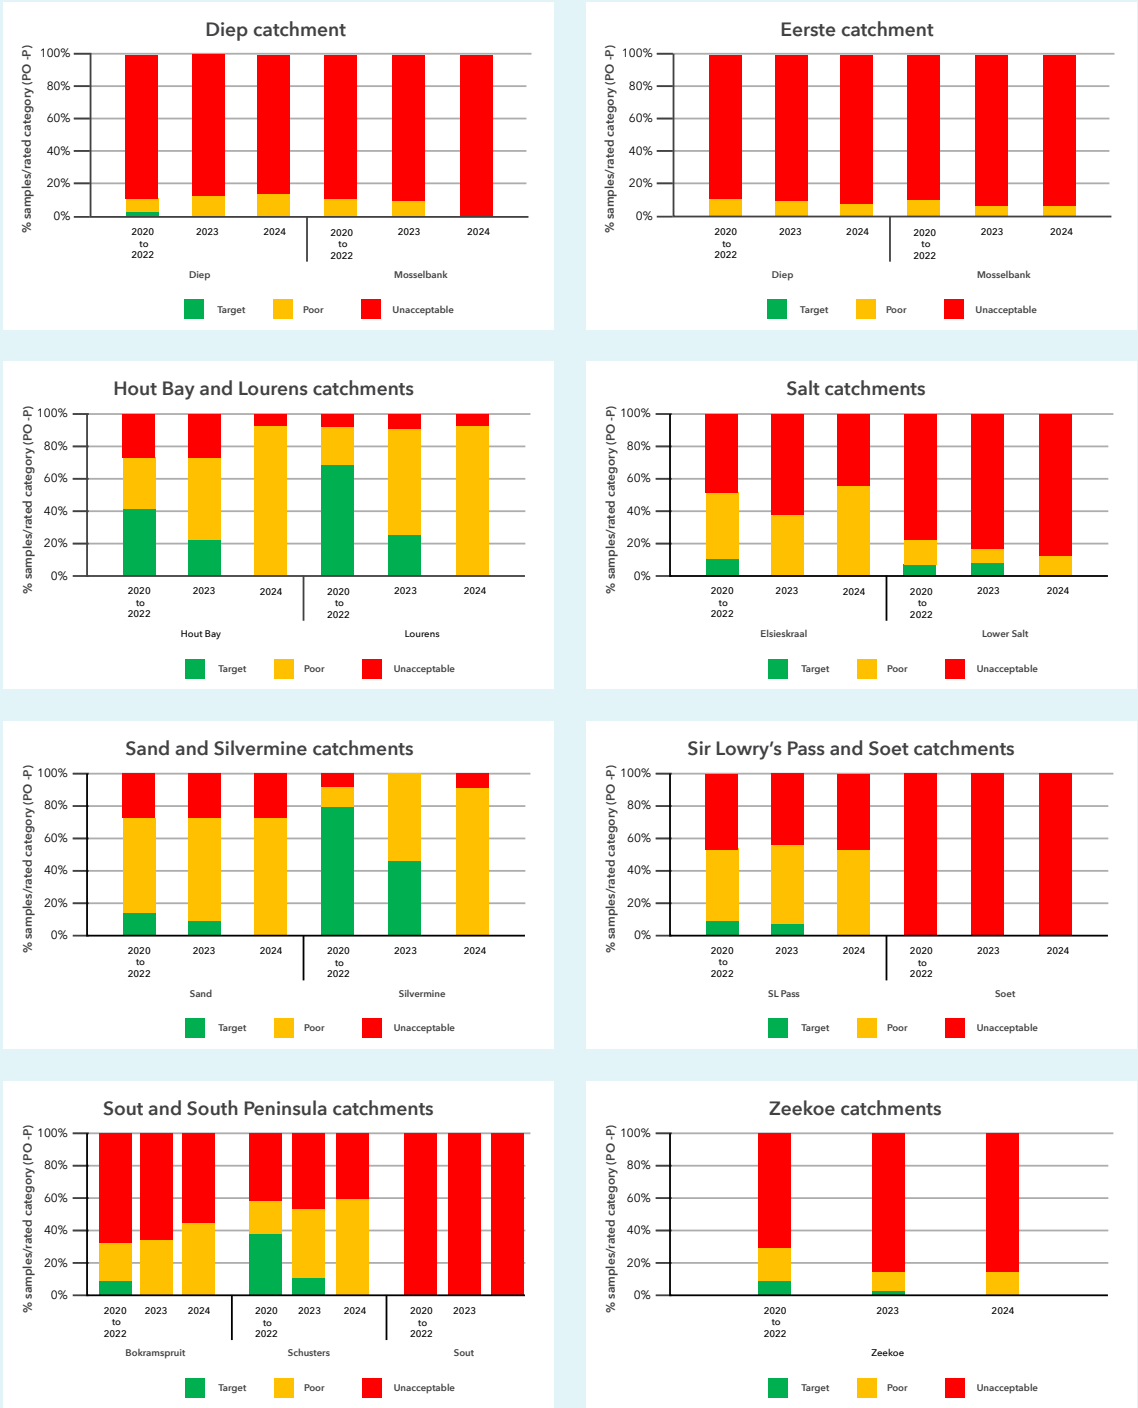 Diep catchment
% samples/rated category (PO -P)
100%
80%
60%
40%
20%
0%
2020 to 2022
2023
2024
2020 to 2022
2023
2024
Diep
Mosselbank
Target
Poor
Unacceptable
Eerste catchment
% samples/rated category (PO -P)
100%
80%
60%
40%
20%
0%
2020 to 2022
2023
2024
2020 to 2022
2023
2024
Diep
Mosselbank
Target
Poor
Unacceptable
Hout Bay and Lourens catchments
% samples/rated category (PO -P)
100%
80%
60%
40%
20%
0%
2020 to 2022
2023
2024
2020 to 2022
2023
2024
Hout Bay
Lourens
Target
Poor
Unacceptable
Salt catchments
% samples/rated category (PO -P)
100%
80%
60%
40%
20%
0%
2020 to 2022
2023
2024
2020 to 2022
2023
2024
Elsieskraal
Lower Salt
Target
Poor
Unacceptable
Sand and Silvermine catchments
% samples/rated category (PO -P)
100%
80%
60%
40%
20%
0%
2020 to 2022
2023
2024
2020 to 2022
2023
2024
Sand
Silvermine
Target
Poor
Unacceptable
Sir Lowry’s Pass and Soet catchments
% samples/rated category (PO -P)
100%
80%
60%
40%
20%
0%
2020 to 2022
2023
2024
2020 to 2022
2023
2024
SL Pass
Soet
Target
Poor
Unacceptable
Sout and South Peninsula catchments
% samples/rated category (PO -P)
100%
80%
60%
40%
20%
0%
2020 to 2022
2023
2024
2020 to 2022
2023
2024
2020 to 2022
2023
Bokramspruit
Schusters
Sout
Target
Poor
Unacceptable
Zeekoe catchments
% samples/rated category (PO -P)
100%
80%
60%
40%
20%
0%
2020 to 2022
2023
2024
Zeekoe
Target
Poor
Unacceptable